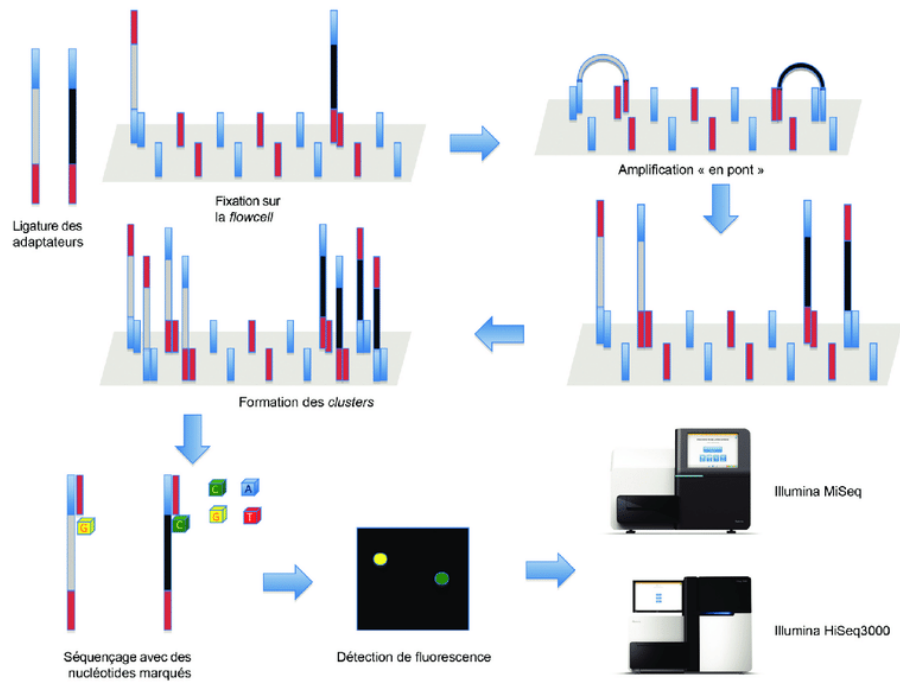 Ligature des
adaptateurs
Fixation sur
la flowcell
Amplification « en pont »
Formation des clusters
G
C
C
A
G
T
Séquençage avec des
nucléotides marqués
Détection de fluorescence
Illumina MiSeq
Illumina HiSeq3000